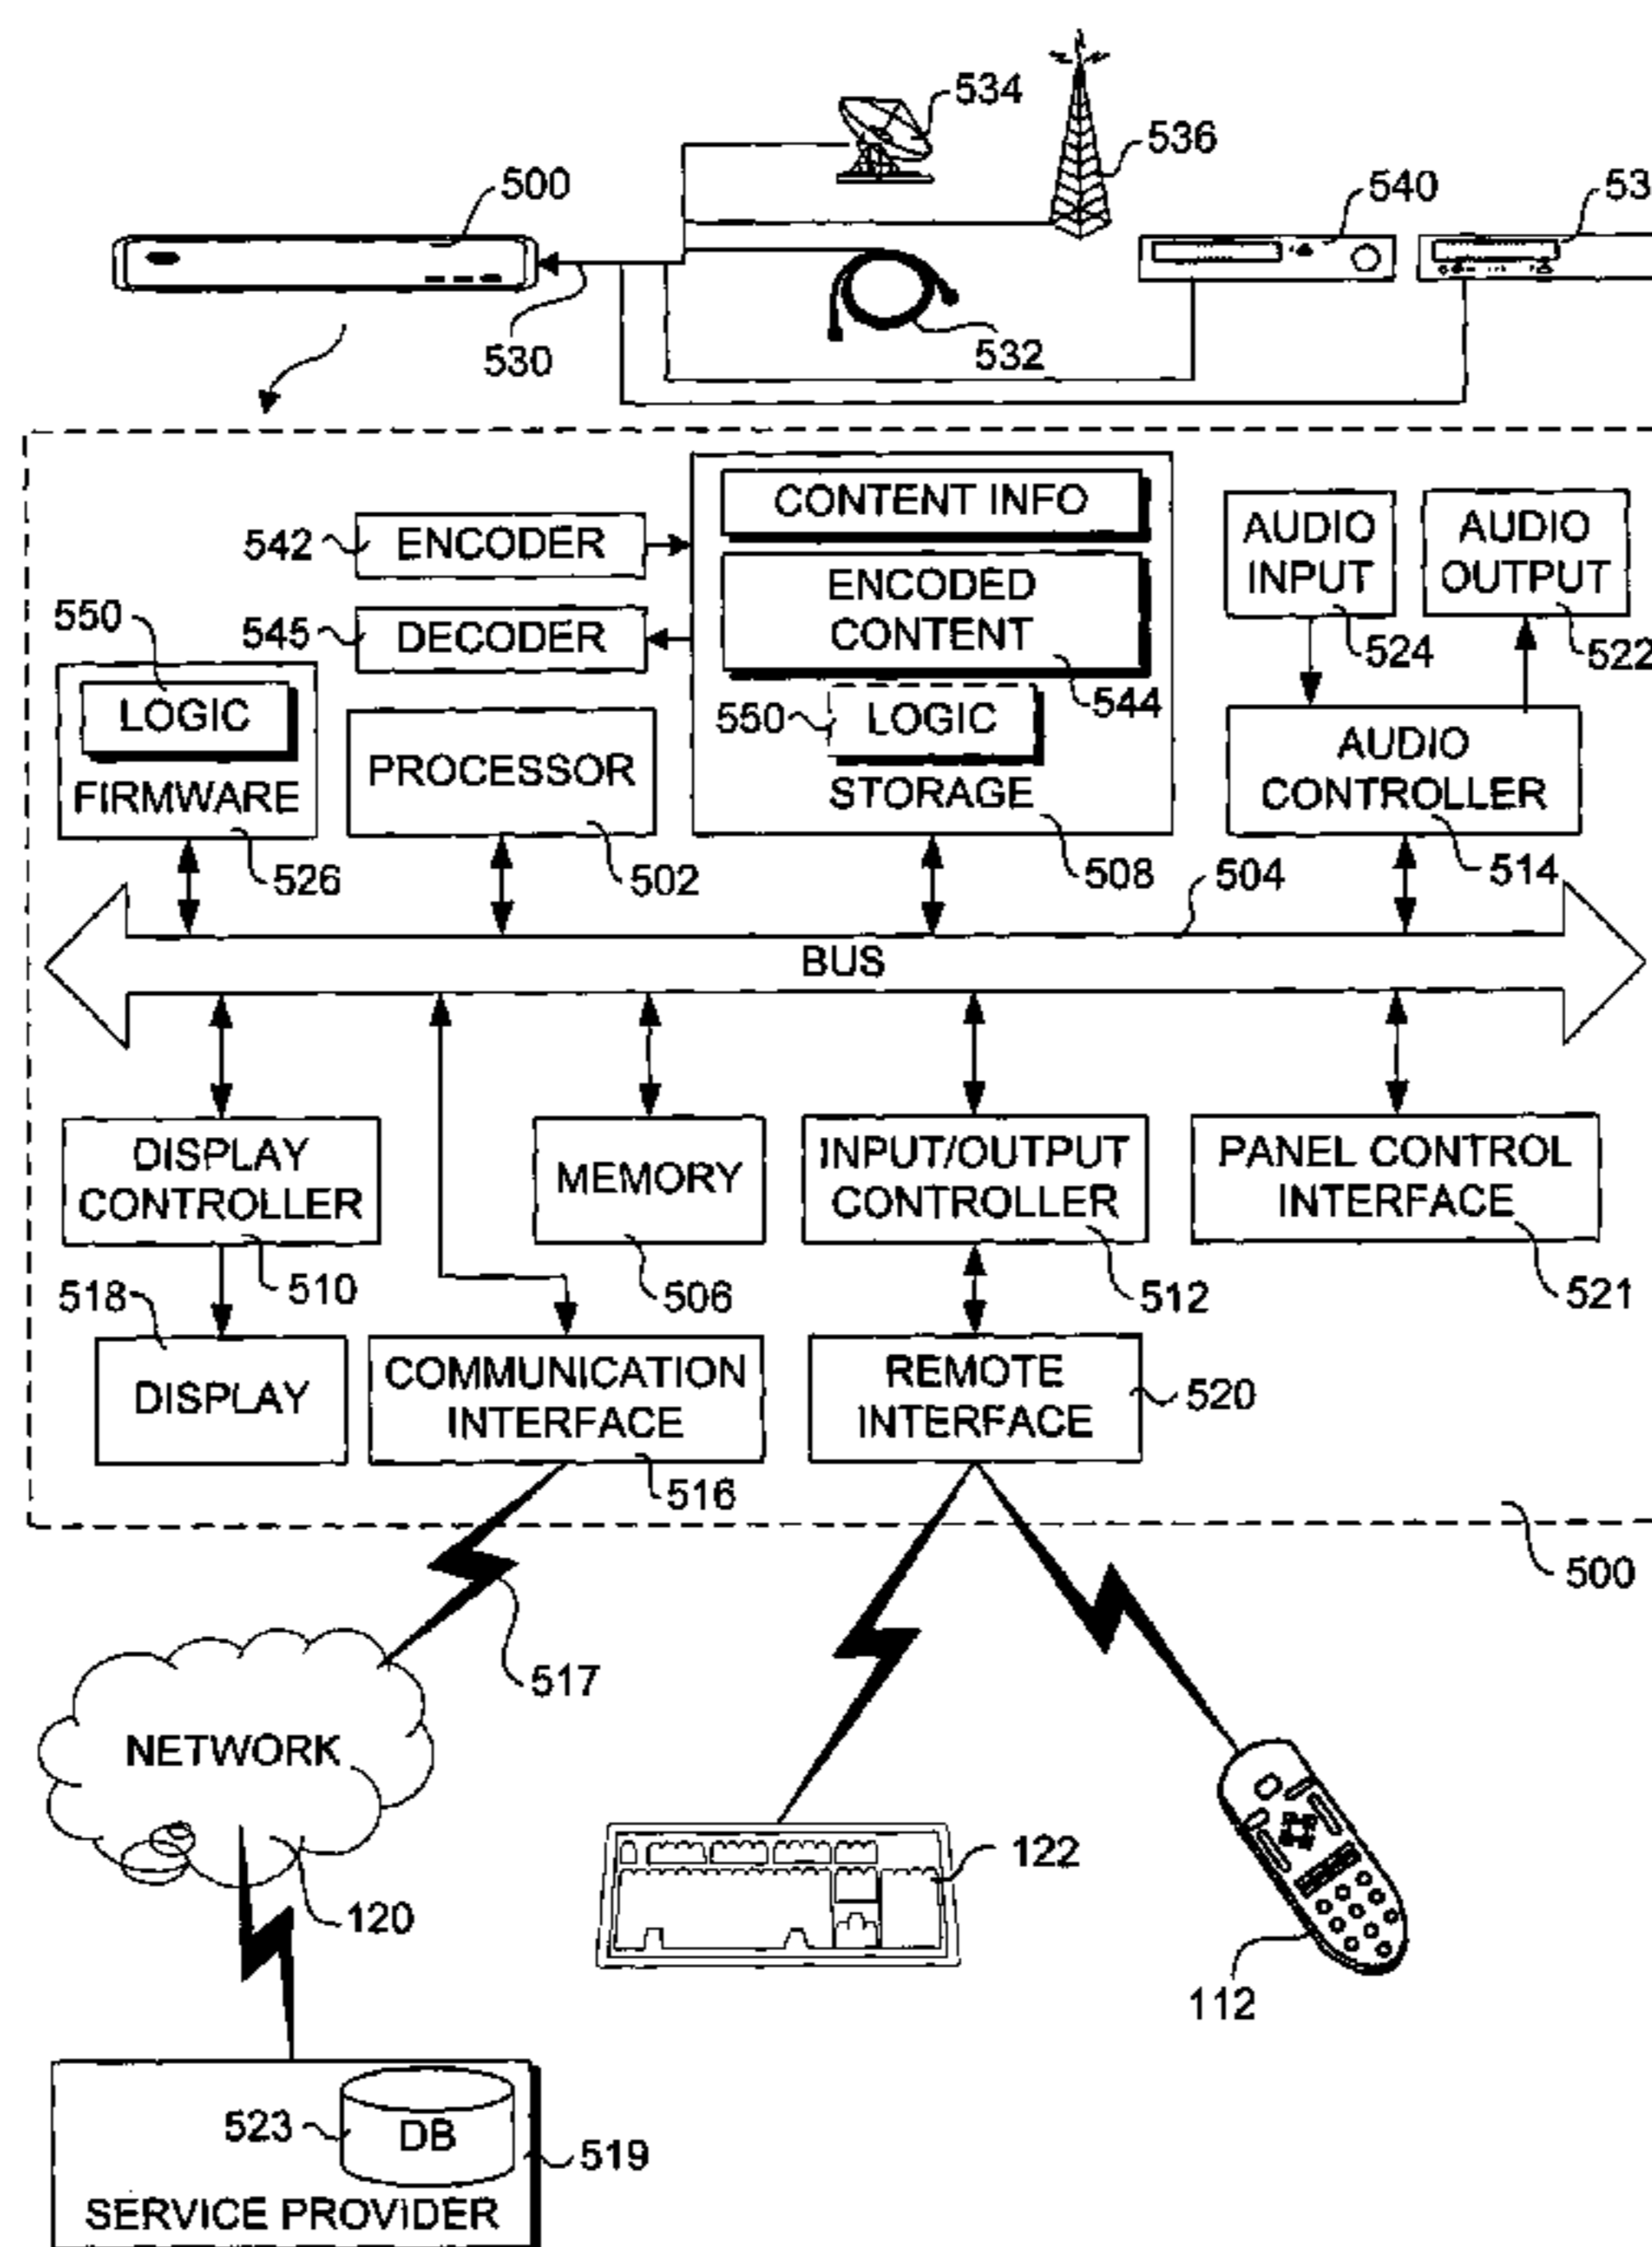 534
536
500
540
53
530
532
CONTENT INFO
542
ENCODER
ENCODED
CONTENT
AUDIO
INPUT
AUDIO
OUTPUT
550
545
DECODER
524
522
LOGIC
FIRMWARE
PROCESSOR
550
LOGIC
544
STORAGE
AUDIO
CONTROLLER
526
502
508
504
514
BUS
DISPLAY
CONTROLLER
MEMORY
INPUT/OUTPUT
CONTROLLER
PANEL CONTROL
INTERFACE
518
510
506
512
521
DISPLAY
COMMUNICATION
INTERFACE
REMOTE
INTERFACE
520
516
500
517
NETWORK
122
120
112
523
DB
519
SERVICE PROVIDER